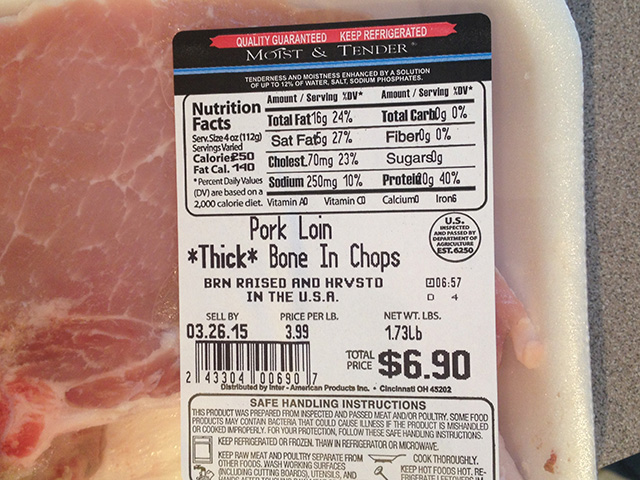 QUALITY GUARANTEED KEEP REFRIGERATED
MOIST & TENDER
TENDERNESS AND MOISTNESS ENHANCED BY A SOLUTION
OF UP TO 12% OF WATER, SALT, SODIUM PHOSPHATES.
Nutrition Facts
Serv. Size 4 oz (112g)
Servings Varied
Calories 250
Fat Cal. 140
*Percent Daily Values
(DV) are based on a
2,000 calorie diet.
Amount / Serving %DV* Amount / Serving %DV*
Total Fat 16g 24% Total Carb 0g 0%
Sat Fat 5g 27% Fiber 0g 0%
Cholest. 70mg 23% Sugars 0g
Sodium 250mg 10% Protein 20g 40%
Vitamin A 0 Vitamin C 0 Calcium 0 Iron 6
U.S.
INSPECTED
AND PASSED BY
DEPARTMENT OF
AGRICULTURE
EST. 6250
Pork Loin
*Thick* Bone In Chops
BRN RAISED AND HRVSTD
IN THE U.S.A.
06:57
D 4
SELL BY PRICE PER LB. NET WT. LBS.
03.26.15 3.99 1.73Lb
TOTAL PRICE $6.90
2 43304 00690 7
Distributed by Inter - American Products Inc. • Cincinnati OH 45202
SAFE HANDLING INSTRUCTIONS
THIS PRODUCT WAS PREPARED FROM INSPECTED AND PASSED MEAT AND/OR POULTRY. SOME FOOD
PRODUCTS MAY CONTAIN BACTERIA THAT COULD CAUSE ILLNESS IF THE PRODUCT IS MISHANDLED
OR COOKED IMPROPERLY. FOR YOUR PROTECTION, FOLLOW THESE SAFE HANDLING INSTRUCTIONS.
KEEP REFRIGERATED OR FROZEN. THAW IN REFRIGERATOR OR MICROWAVE.
KEEP RAW MEAT AND POULTRY SEPARATE FROM
OTHER FOODS. WASH WORKING SURFACES
(INCLUDING CUTTING BOARDS), UTENSILS, AND
COOK THOROUGHLY.
KEEP HOT FOODS HOT. RE-